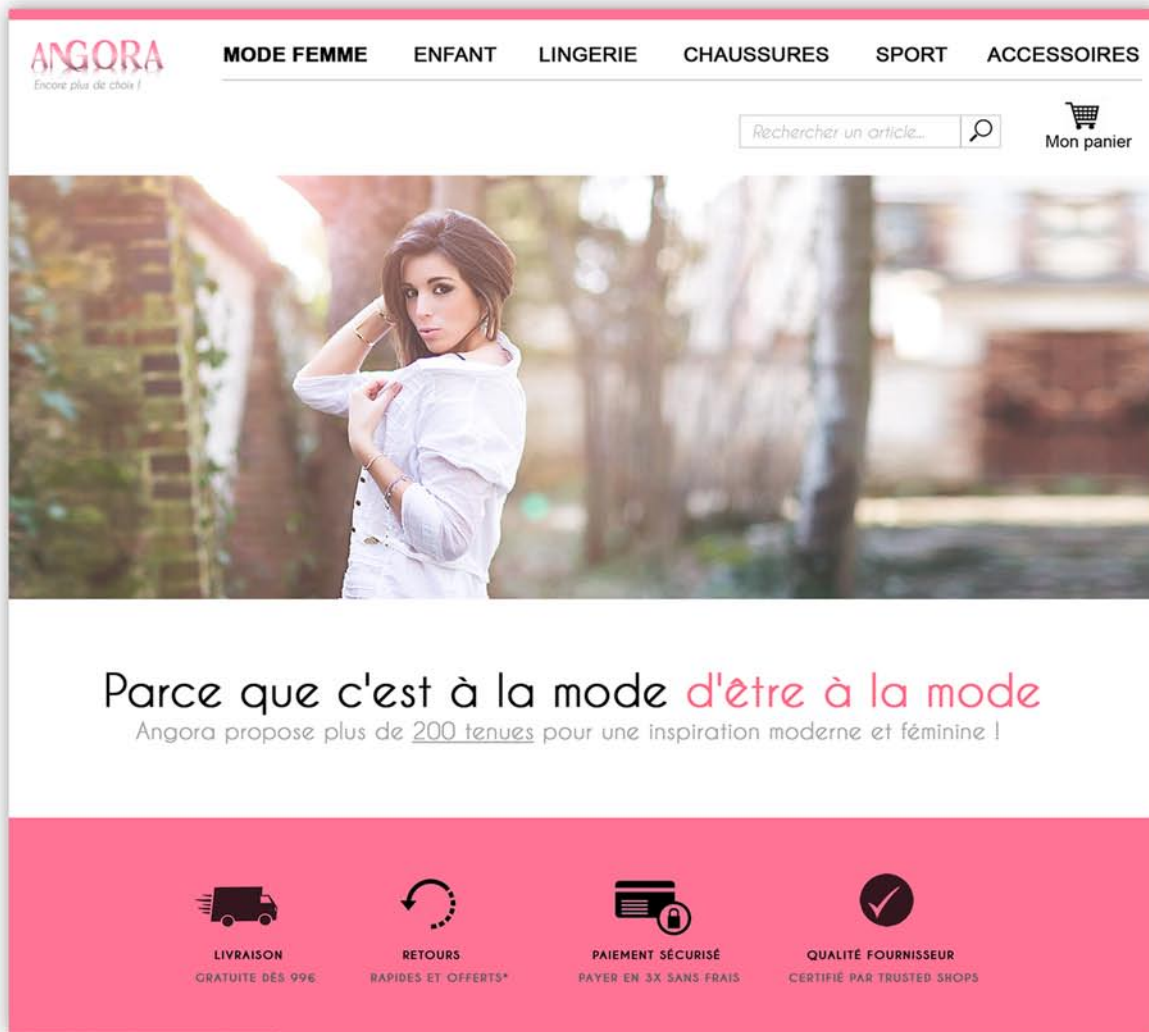 ANGORA
Encore plus de choix !
MODE FEMME ENFANT LINGERIE CHAUSSURES SPORT ACCESSOIRES
Rechercher un article...
Mon panier
Parce que c'est à la mode d'être à la mode
Angora propose plus de 200 tenues pour une inspiration moderne et féminine !
LIVRAISON
GRATUITE DÈS 99€
RETOURS
RAPIDES ET OFFERTS*
PAIEMENT SÉCURISÉ
PAYER EN 3X SANS FRAIS
QUALITÉ FOURNISSEUR
CERTIFIÉ PAR TRUSTED SHOPS